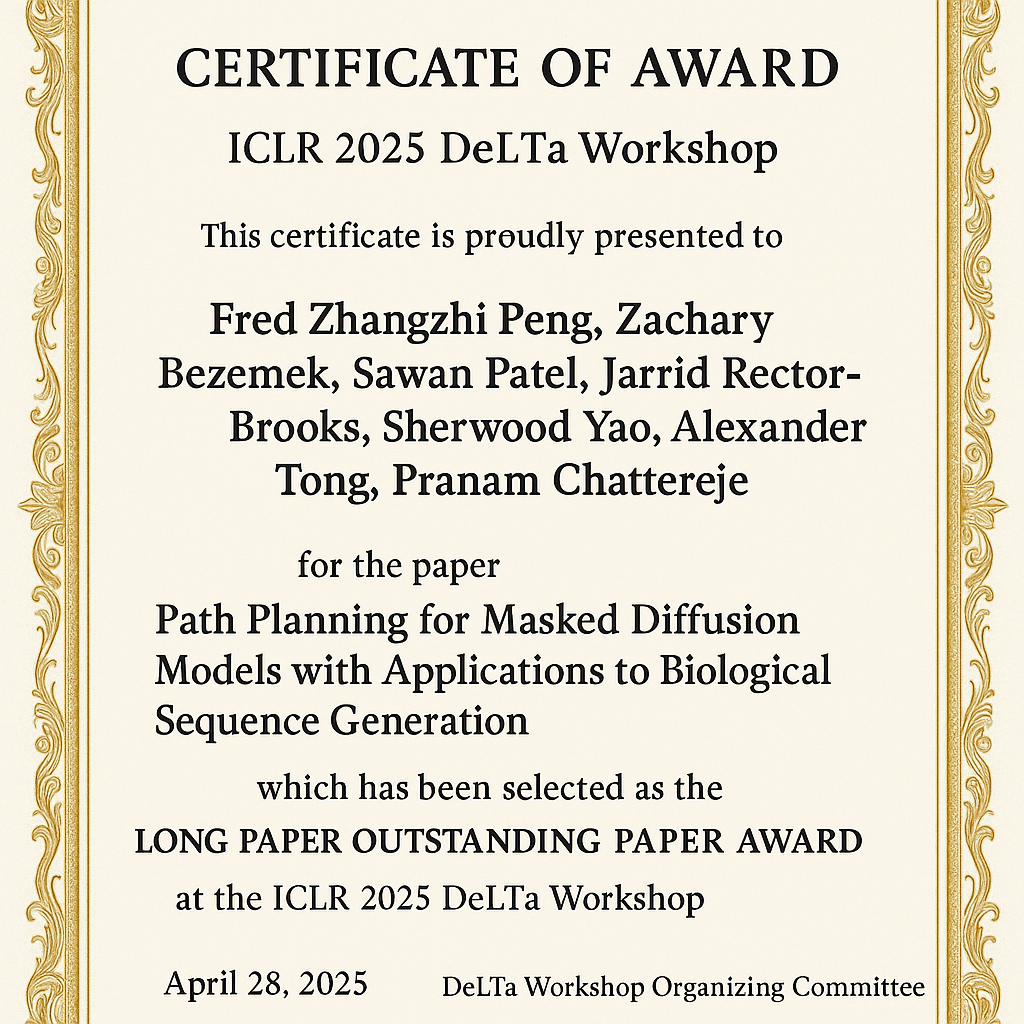 CERTIFICATE OF AWARD
ICLR 2025 DeLTa Workshop
This certificate is proudly presented to
Fred Zhangzhi Peng, Zachary
Bezemek, Sawan Patel, Jarrid Rector-
Brooks, Sherwood Yao, Alexander
Tong, Pranam Chattereje
for the paper
Path Planning for Masked Diffusion
Models with Applications to Biological
Sequence Generation
which has been selected as the
LONG PAPER OUTSTANDING PAPER AWARD
at the ICLR 2025 DeLTa Workshop
April 28, 2025 DeLTa Workshop Organizing Committee